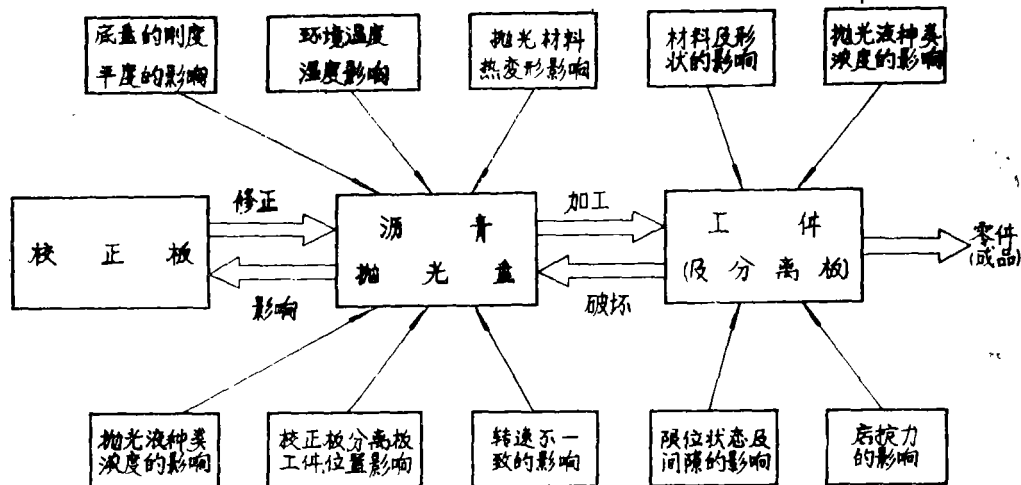 底盘的刚度
平度的影响
环境温度
湿度影响
抛光材料
热变形影响
材料及形
状的影响
抛光液种类
浓度的影响
修正
加工
校正板
沥青
抛光盘
工件
(及分离板)
零件
(成品)
影响
破坏
抛光液种类
浓度的影响
校正板分离板
工件位置影响
转速不一
致的影响
限位状态及
间隙的影响
的影响